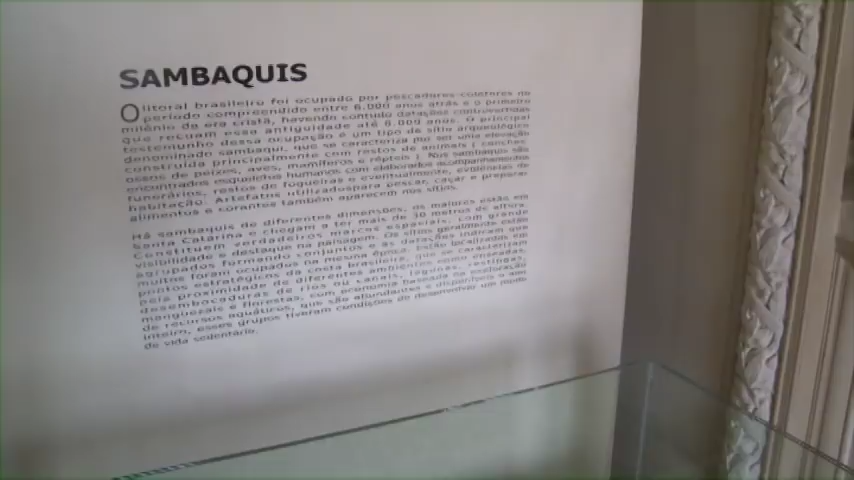 SAMBAQUIS
O litoral brasileiro foi ocupado por pescadores-coletores no
período compreendido entre 6.000 anos atrás e o primeiro
milênio da era cristã, havendo contudo datações controvertidas
que recuam essa antiguidade até 8.000 anos. O principal
testemunho dessa ocupação é um tipo de sítio arqueológico
denominado sambaqui, que se caracteriza por ser uma elevação
construída principalmente com restos de animais ( conchas,
ossos de peixes, aves, mamíferos e répteis ). Nos sambaquis são
encontrados esqueletos humanos com elaborados acompanhamentos
funerários, restos de fogueiras e eventualmente, evidências de
habitação. Artefatos utilizadospara pescar, caçar e preparar
alimentos e corantes também aparecem nos sítios.
Há sambaquis de diferentes dimensões, os maiores estão em
Santa Catarina e chegam a ter mais de 30 metros de altura.
Constituem verdadeiros marcos espaciais, com grande
visibilidade e destaque na paisagem. Os sítios geralmente estão
agrupados formando conjuntos e as datações indicam que
muitos foram ocupados na mesma época. Estão localizados em
pontos estratégicos da costa brasileira, que se caracterizam
pela proximidade de diferentes ambientes como enseadas,
desembocaduras de rios ou canais, lagunas, restingas,
manguezais e florestas, com economia baseada na exploração
de recursos aquáticos, que são abundantes e disponíveis o ano
inteiro, esses grupos tiveram condições de desenvolver um modo
de vida sedentário.